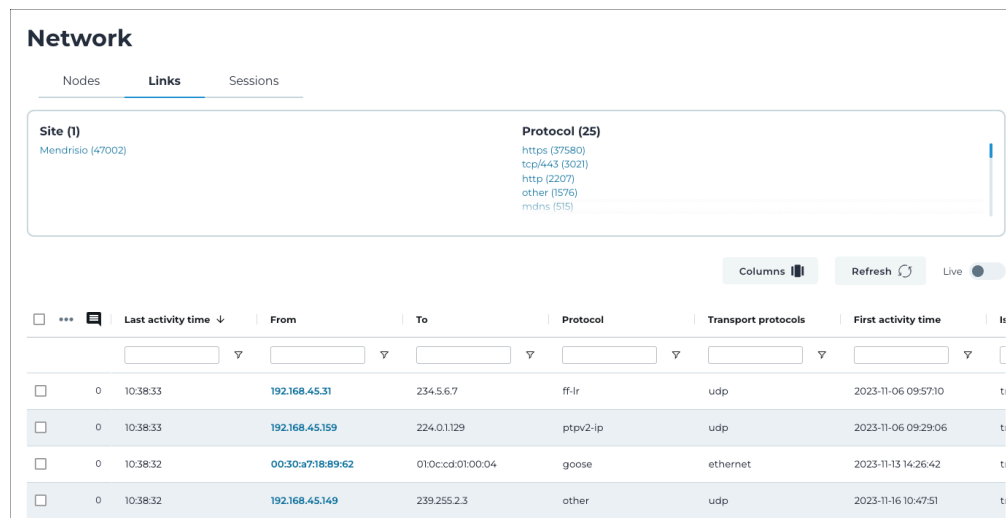 Network
Nodes Links Sessions
Site (1) Protocol (25)
Mendrisio (47002) https (37580)
tcp/443 (3021)
http (2207)
other (1576)
mdns (515)
Columns Refresh Live
Last activity time From To Protocol Transport protocols First activity time Is
0 10:38:33 192.168.45.31 234.5.6.7 ff-lr udp 2023-11-06 09:57:10
0 10:38:33 192.168.45.159 224.0.1.129 ptpv2-ip udp 2023-11-06 09:29:06
0 10:38:32 00:30:a7:18:89:62 01:0c:cd:01:00:04 goose ethernet 2023-11-13 14:26:42
0 10:38:32 192.168.45.149 239.255.2.3 other udp 2023-11-16 10:47:51